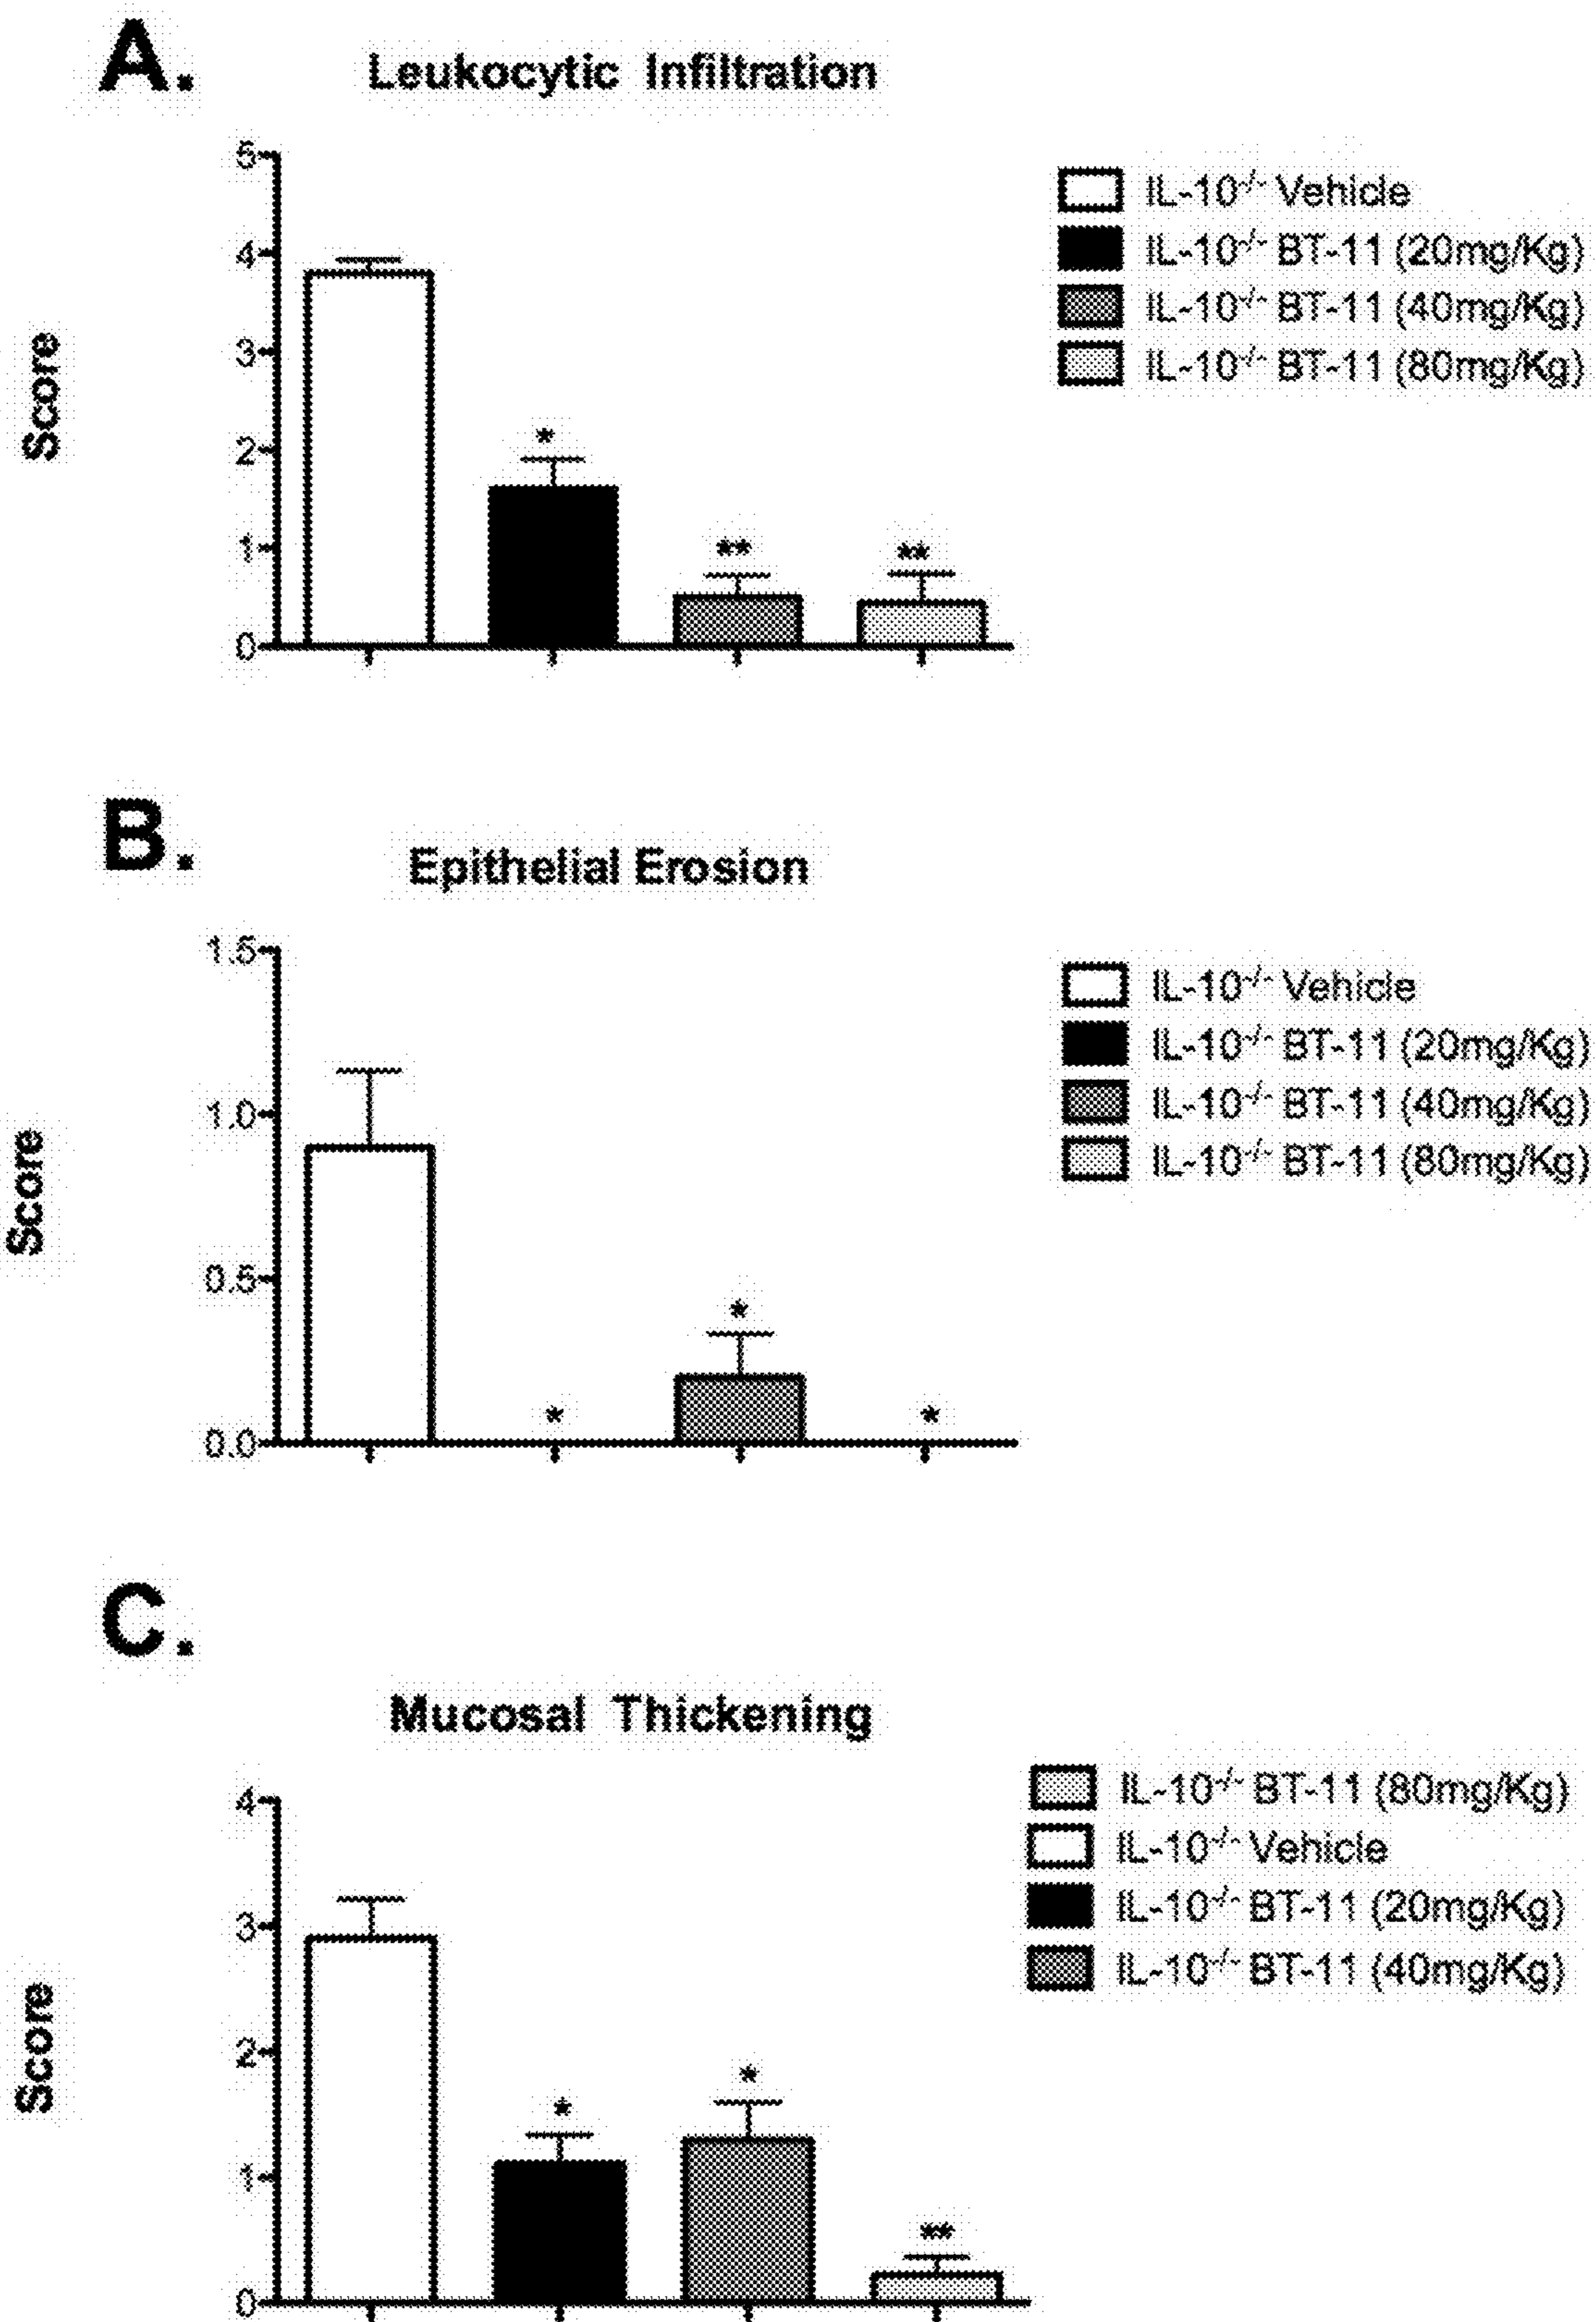 A.
Leukocytic Infiltration
Score
5
4
3
2
1
0
*
**
**
IL-10-/- Vehicle
IL-10-/- BT-11 (20mg/Kg)
IL-10-/- BT-11 (40mg/Kg)
IL-10-/- BT-11 (80mg/Kg)
B.
Epithelial Erosion
Score
1.5
1.0
0.5
0.0
*
*
*
IL-10-/- Vehicle
IL-10-/- BT-11 (20mg/Kg)
IL-10-/- BT-11 (40mg/Kg)
IL-10-/- BT-11 (80mg/Kg)
C.
Mucosal Thickening
Score
4
3
2
1
0
*
*
**
IL-10-/- BT-11 (80mg/Kg)
IL-10-/- Vehicle
IL-10-/- BT-11 (20mg/Kg)
IL-10-/- BT-11 (40mg/Kg)